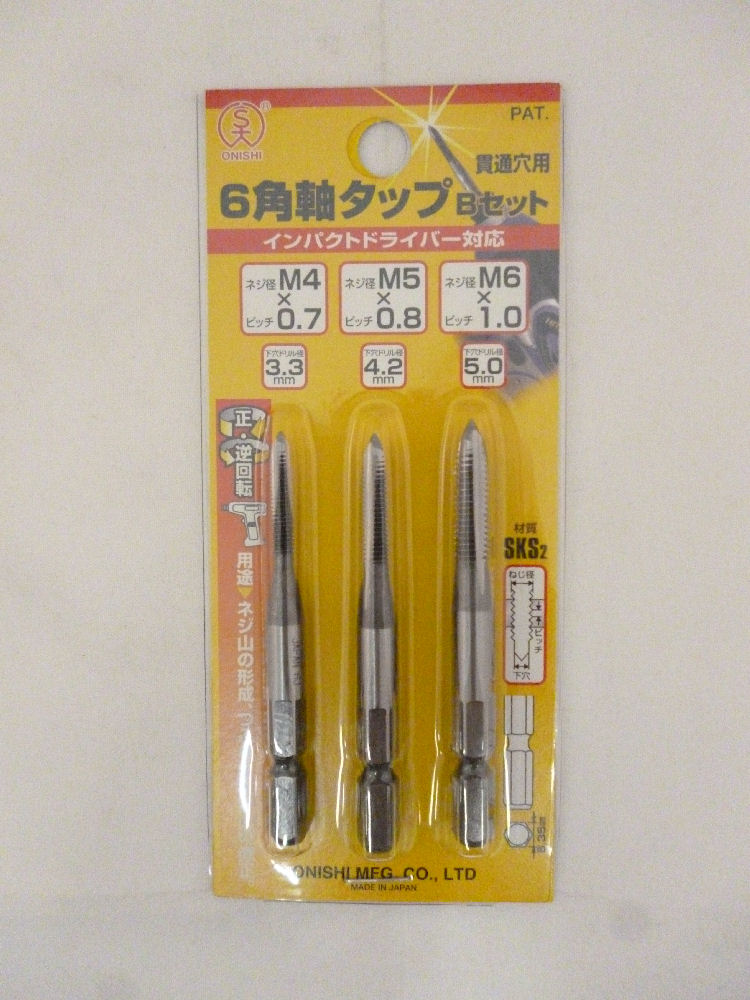 PAT.
®
ONISHI
貫通穴用
6角軸タップBセット
インパクトドライバー対応
ネジ径 M4
×
ピッチ 0.7
ネジ径 M5
×
ピッチ 0.8
ネジ径 M6
×
ピッチ 1.0
下穴ドリル径
3.3
mm
下穴ドリル径
4.2
mm
下穴ドリル径
5.0
mm
正・逆回転
用途 ネジ山の形成、
材質
SKS2
ねじ径
ピッチ
下穴
6.35㎜
ONISHI MFG. CO., LTD
MADE IN JAPAN